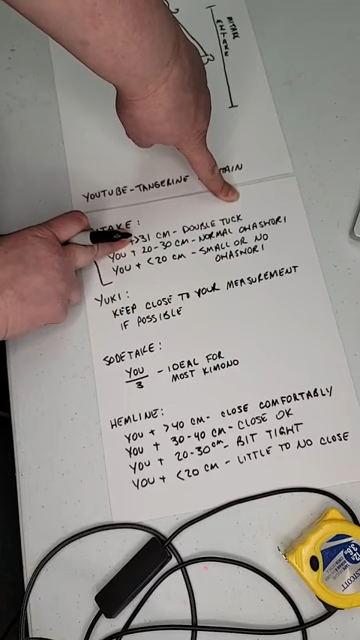 MITAKE
YOUTUBE-TANGERINE
TAKE:
>31 CM - DOUBLE TUCK
YOU + 20-30 CM - NORMAL OHASHORI
YOU + <20 CM - SMALL OR NO
OHASHORI
YUKI:
KEEP CLOSE TO YOUR MEASUREMENT
IF POSSIBLE
SODETAKE:
YOU
3
- IDEAL FOR
MOST KIMONO
HEMLINE:
YOU + >40 CM - CLOSE COMFORTABLY
YOU + 30-40 CM - CLOSE OK
YOU + 20-30 CM - BIT TIGHT
YOU + <20 CM - LITTLE TO NO CLOSE